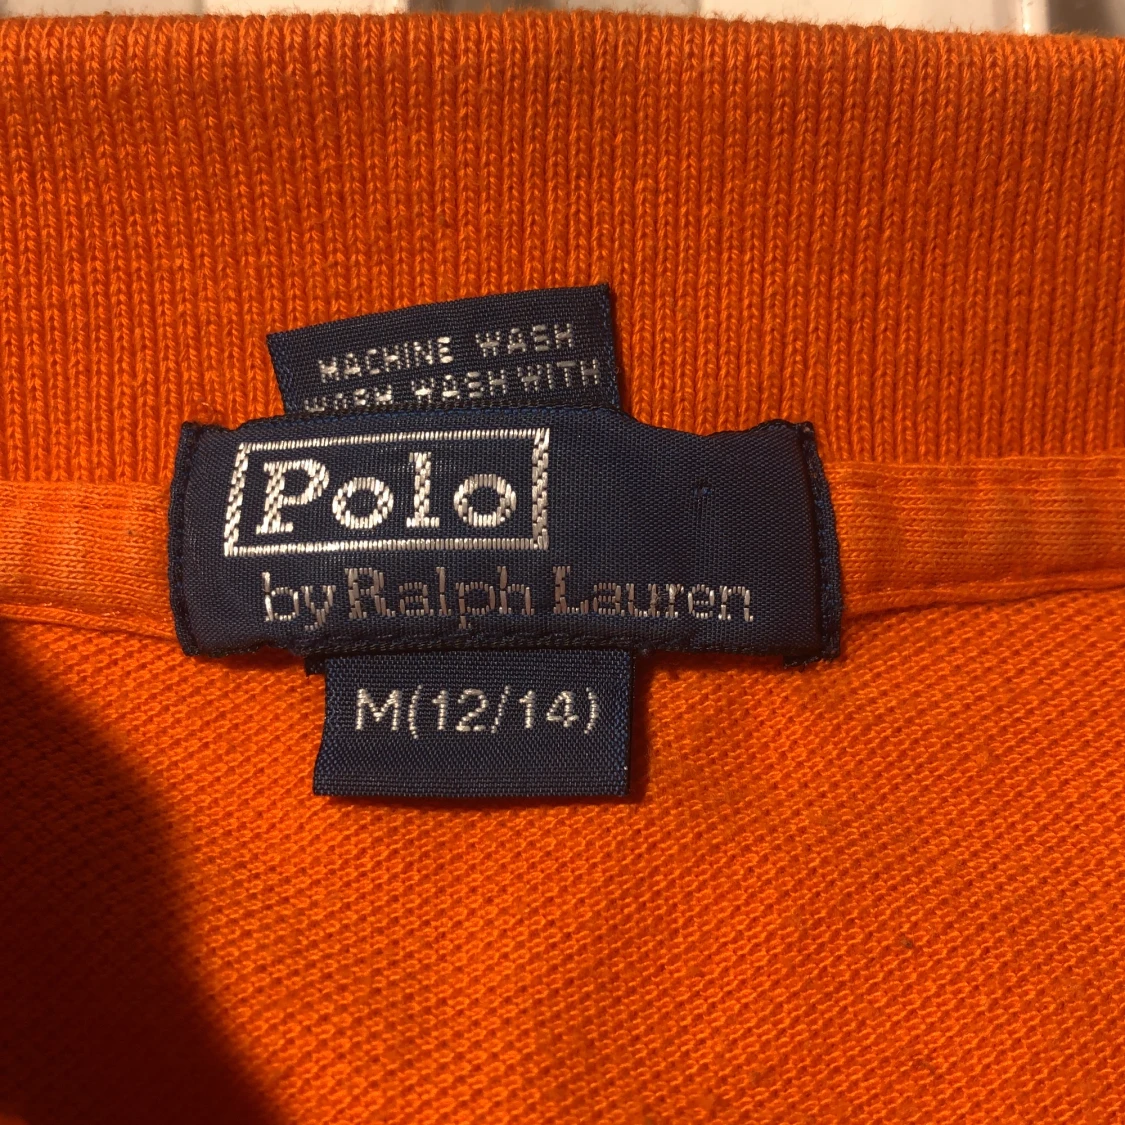 MACHINE WASH
WARM WASH WITH
Polo
by Ralph Lauren
M(12/14)